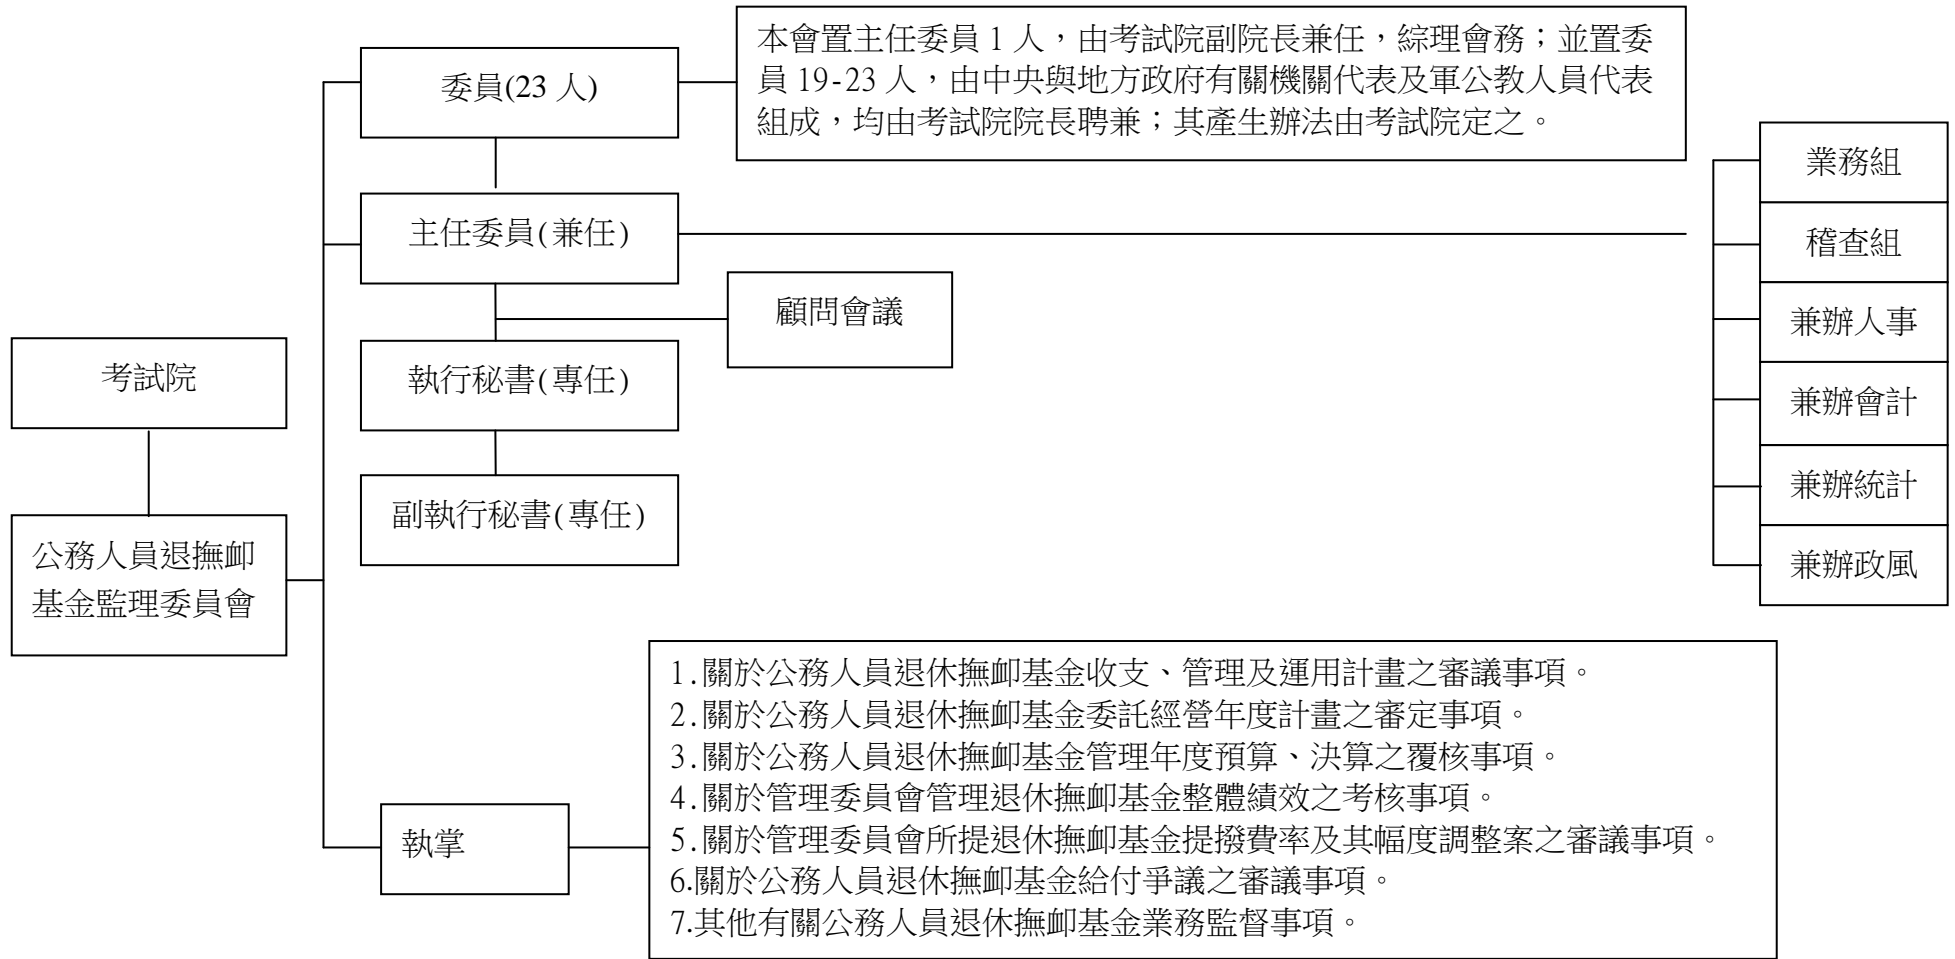 委員(23 人)
本會置主任委員 1 人，由考試院副院長兼任，綜理會務；並置委
員 19-23 人，由中央與地方政府有關機關代表及軍公教人員代表
組成，均由考試院院長聘兼；其產生辦法由考試院定之。
主任委員(兼任)
顧問會議
執行秘書(專任)
副執行秘書(專任)
考試院
公務人員退撫卹
基金監理委員會
業務組
稽查組
兼辦人事
兼辦會計
兼辦統計
兼辦政風
執掌
1.關於公務人員退休撫卹基金收支、管理及運用計畫之審議事項。
2.關於公務人員退休撫卹基金委託經營年度計畫之審定事項。
3.關於公務人員退休撫卹基金管理年度預算、決算之覆核事項。
4.關於管理委員會管理退休撫卹基金整體績效之考核事項。
5.關於管理委員會所提退休撫卹基金提撥費率及其幅度調整案之審議事項。
6.關於公務人員退休撫卹基金給付爭議之審議事項。
7.其他有關公務人員退休撫卹基金業務監督事項。